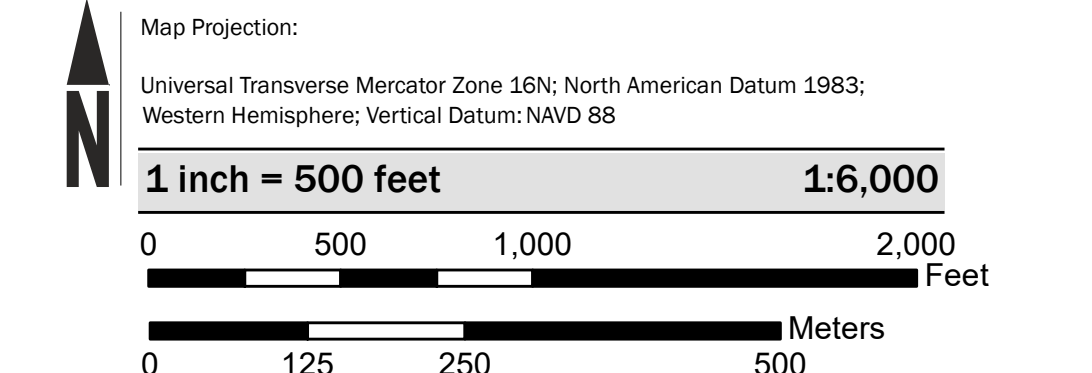 N
Map Projection:
Universal Transverse Mercator Zone 16N; North American Datum 1983;
Western Hemisphere; Vertical Datum: NAVD 88
1 inch = 500 feet 1:6,000
0 500 1,000 2,000
Feet
Meters
0 125 250 500